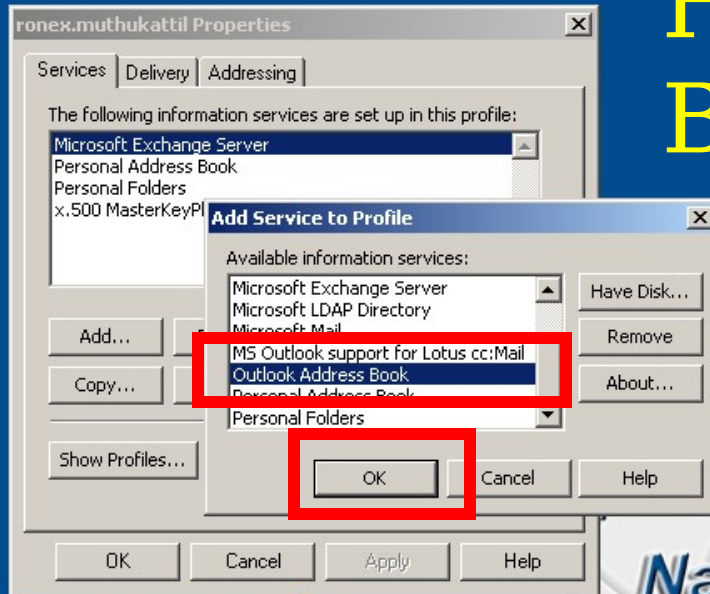 ronex.muthukattil Properties
Services
Delivery
Addressing
The following information services are set up in this profile:
Microsoft Exchange Server
Personal Address Book
Personal Folders
x.500
Add...
Copy...
Show Profiles...
OK
Cancel
Apply
Help
Add Service to Profile
Available information services:
Microsoft Exchange Server
Microsoft LDAP Directory
Microsoft Mail
MS Outlook support for Lotus cc:Mail
Outlook Address Book
Personal Address Book
Personal Folders
Have Disk...
Remove
About...
OK
Cancel
Help
B
Na